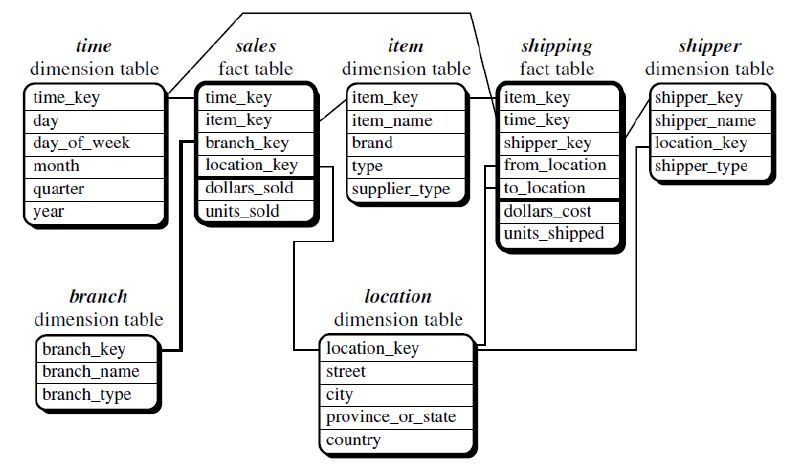 time
dimension table
time_key
day
day_of_week
month
quarter
year
sales
fact table
time_key
item_key
branch_key
location_key
dollars_sold
units_sold
item
dimension table
item_key
item_name
brand
type
supplier_type
shipping
fact table
item_key
time_key
shipper_key
from_location
to_location
dollars_cost
units_shipped
shipper
dimension table
shipper_key
shipper_name
location_key
shipper_type
branch
dimension table
branch_key
branch_name
branch_type
location
dimension table
location_key
street
city
province_or_state
country